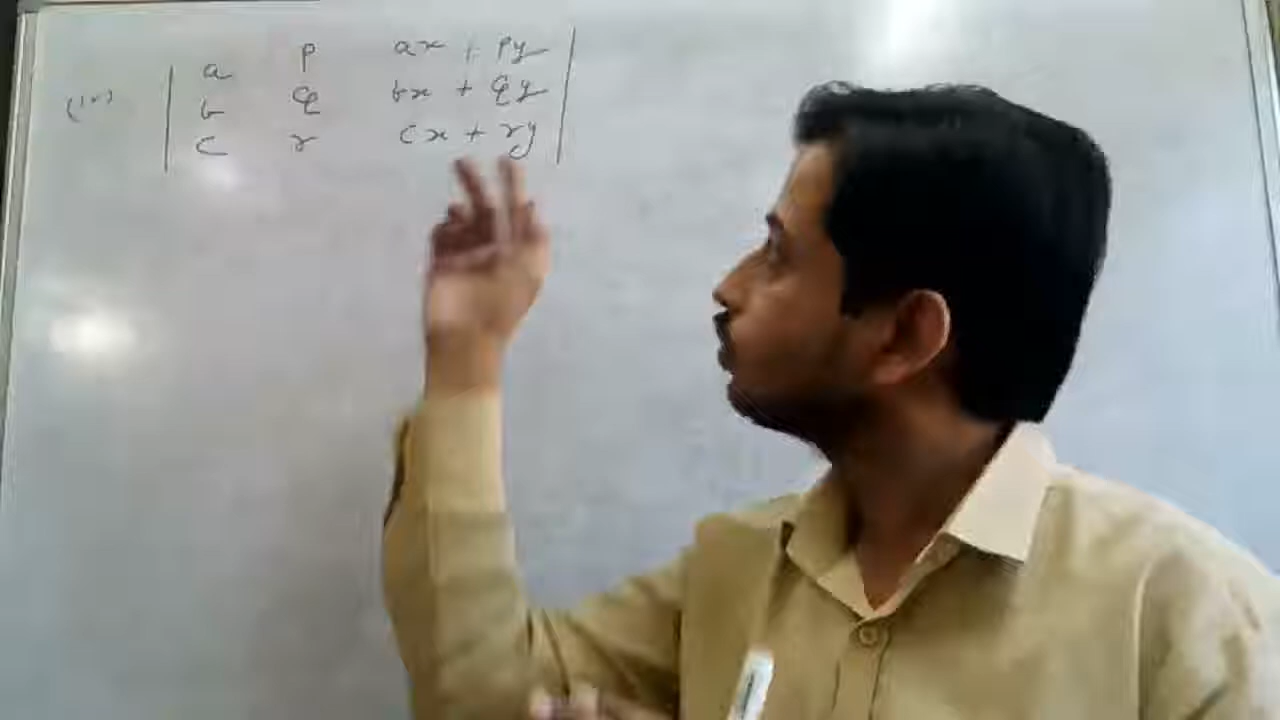 (iv) | a p ax + py |
b q bx + qy
c r cx + ry